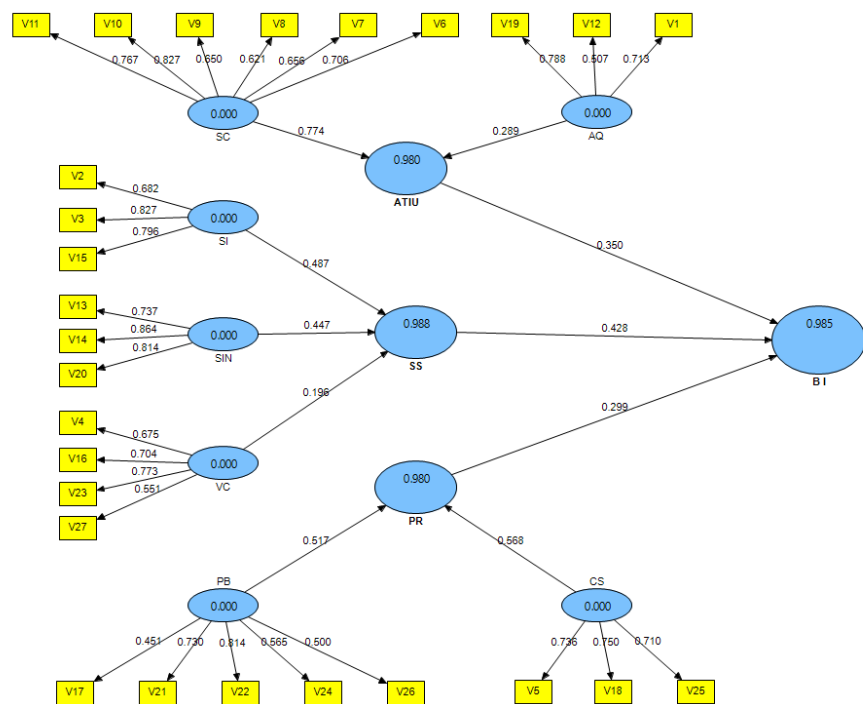 V11 V10 V9 V8 V7 V6 V19 V12 V1
0.767 0.827 0.650 0.621 0.656 0.706 0.788 0.507 0.713
0.000 0.000
SC AQ
0.774 0.289
0.980
ATIU
V2
0.682
V3
0.827
0.000
SI
V15
0.796
0.487
0.350
V13
0.737
V14
0.864
0.000
SIN
V20
0.814
0.447
0.988
SS
0.428
0.985
B I
0.196
0.299
V4
0.675
V16
0.704
0.000
VC
V23
0.773
V27
0.551
0.980
PR
0.517 0.568
PB CS
0.000 0.000
0.451 0.730 0.814 0.565 0.500 0.736 0.750 0.710
V17 V21 V22 V24 V26 V5 V18 V25